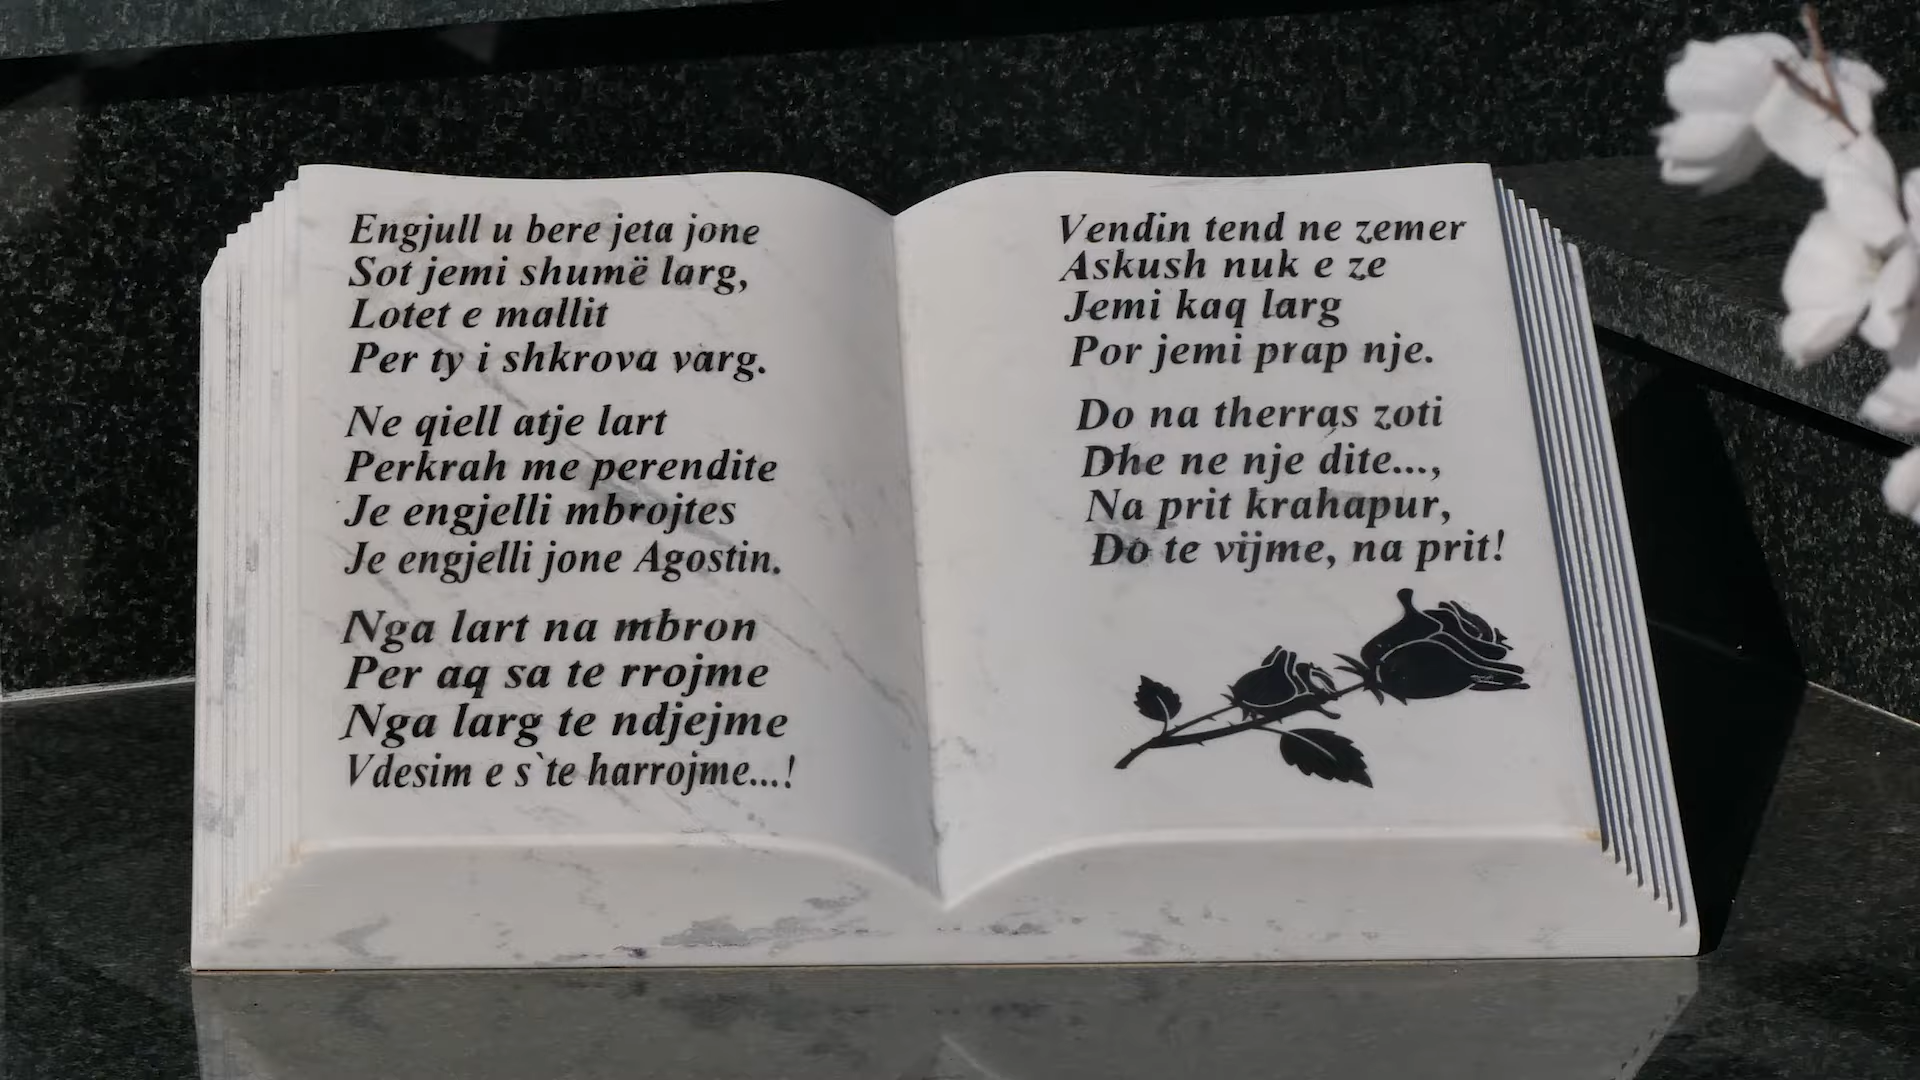 Engjull u bere jeta jone
Sot jemi shumë larg,
Lotet e mallit
Per ty i shkrova varg.
Ne qiell atje lart
Perkrah me perendite
Je engjelli mbrojtes
Je engjelli jone Agostin.
Nga lart na mbron
Per aq sa te rrojme
Nga larg te ndjejme
Vdesim e s`te harrojme...!
Vendin tend ne zemer
Askush nuk e ze
Jemi kaq larg
Por jemi prap nje.
Do na therras zoti
Dhe ne nje dite...,
Na prit krahapur,
Do te vijme, na prit!